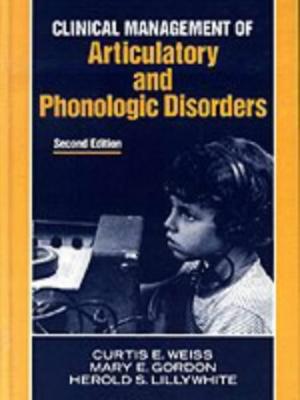 CLINICAL MANAGEMENT OF
Articulatory
and
Phonologic Disorders
Second Edition
CURTIS E. WEISS
MARY E. GORDON
HEROLD S. LILLYWHITE